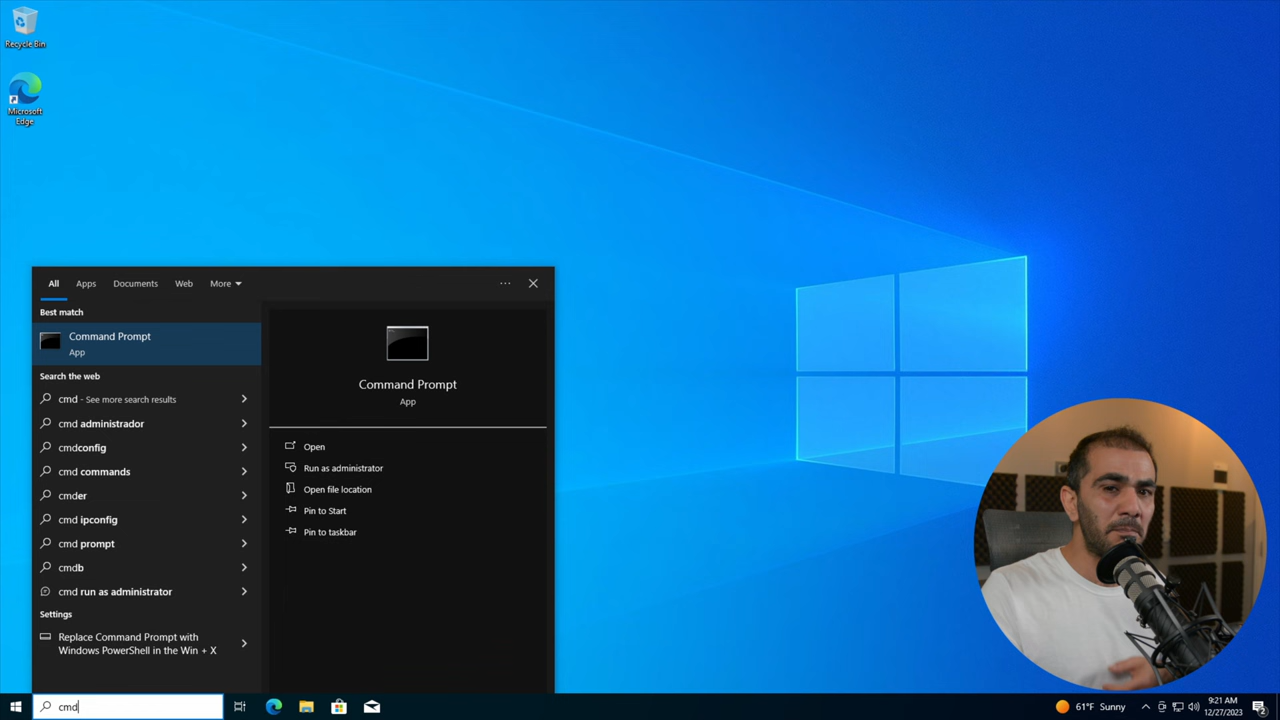 Recycle Bin
Microsoft
Edge
All
Apps
Documents
Web
More
Best match
Command Prompt
App
Search the web
cmd - See more search results
cmd administrador
cmdconfig
cmd commands
cmder
cmd ipconfig
cmd prompt
cmdb
cmd run as administrator
Settings
Replace Command Prompt with
Windows PowerShell in the Win + X
Command Prompt
App
Open
Run as administrator
Open file location
Pin to Start
Pin to taskbar
cmd
61°F Sunny
9:21 AM
12/27/2023
2